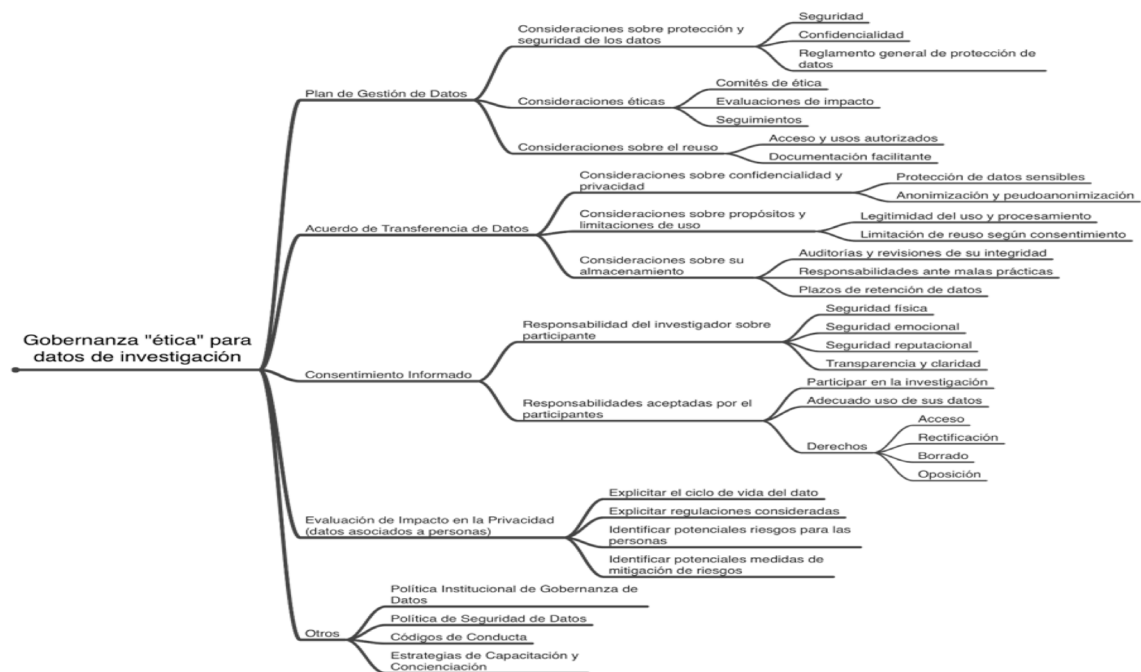 Gobernanza "ética" para
datos de investigación
Plan de Gestión de Datos
Consideraciones sobre protección y
seguridad de los datos
Seguridad
Confidencialidad
Reglamento general de protección de
datos
Consideraciones éticas
Comités de ética
Evaluaciones de impacto
Seguimientos
Consideraciones sobre el reuso
Acceso y usos autorizados
Documentación facilitante
Acuerdo de Transferencia de Datos
Consideraciones sobre confidencialidad y
privacidad
Protección de datos sensibles
Anonimización y peudoanonimización
Consideraciones sobre propósitos y
limitaciones de uso
Legitimidad del uso y procesamiento
Limitación de reuso según consentimiento
Consideraciones sobre su
almacenamiento
Auditorías y revisiones de su integridad
Responsabilidades ante malas prácticas
Plazos de retención de datos
Consentimiento Informado
Responsabilidad del investigador sobre
participante
Seguridad física
Seguridad emocional
Seguridad reputacional
Transparencia y claridad
Responsabilidades aceptadas por el
participantes
Participar en la investigación
Adecuado uso de sus datos
Derechos
Acceso
Rectificación
Borrado
Oposición
Evaluación de Impacto en la Privacidad
(datos asociados a personas)
Explicitar el ciclo de vida del dato
Explicitar regulaciones consideradas
Identificar potenciales riesgos para las
personas
Identificar potenciales medidas de
mitigación de riesgos
Otros
Política Institucional de Gobernanza de
Datos
Política de Seguridad de Datos
Códigos de Conducta
Estrategias de Capacitación y
Concienciación